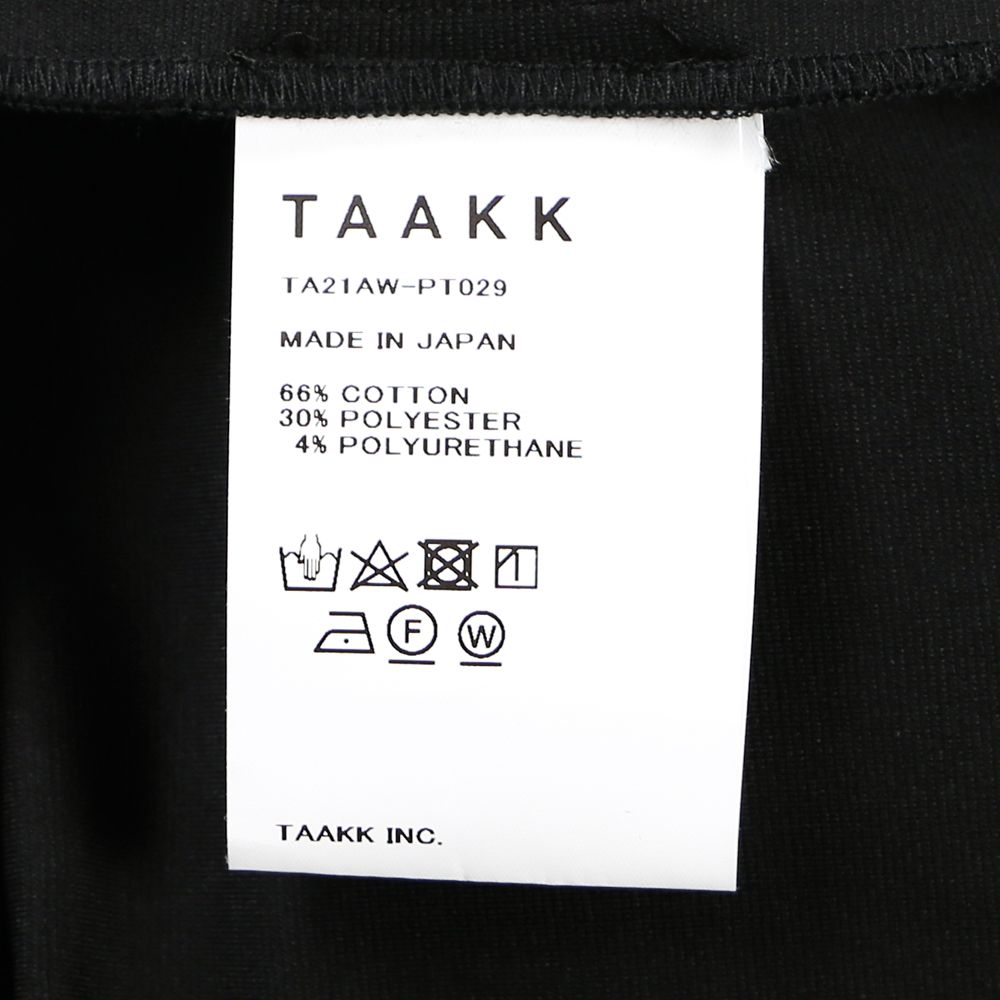 TAAKK
TA21AW-PT029
MADE IN JAPAN
66% COTTON
30% POLYESTER
4% POLYURETHANE
F W
TAAKK INC.